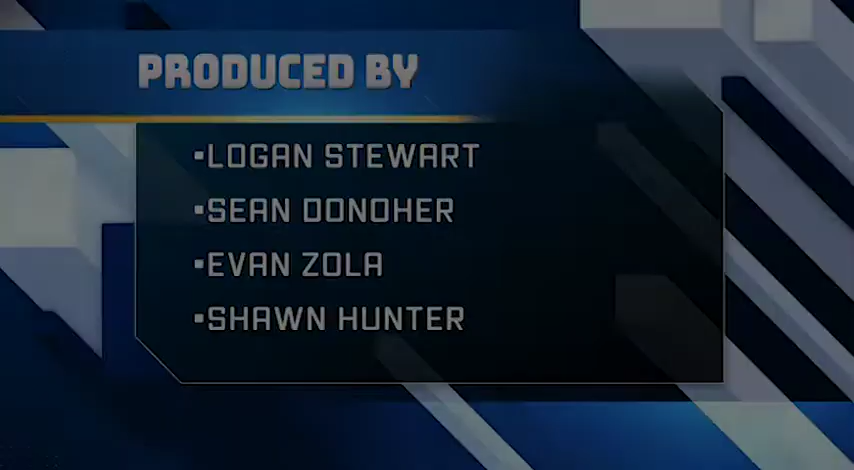 PRODUCED BY
▪LOGAN STEWART
▪SEAN DONOHER
▪EVAN ZOLA
▪SHAWN HUNTER